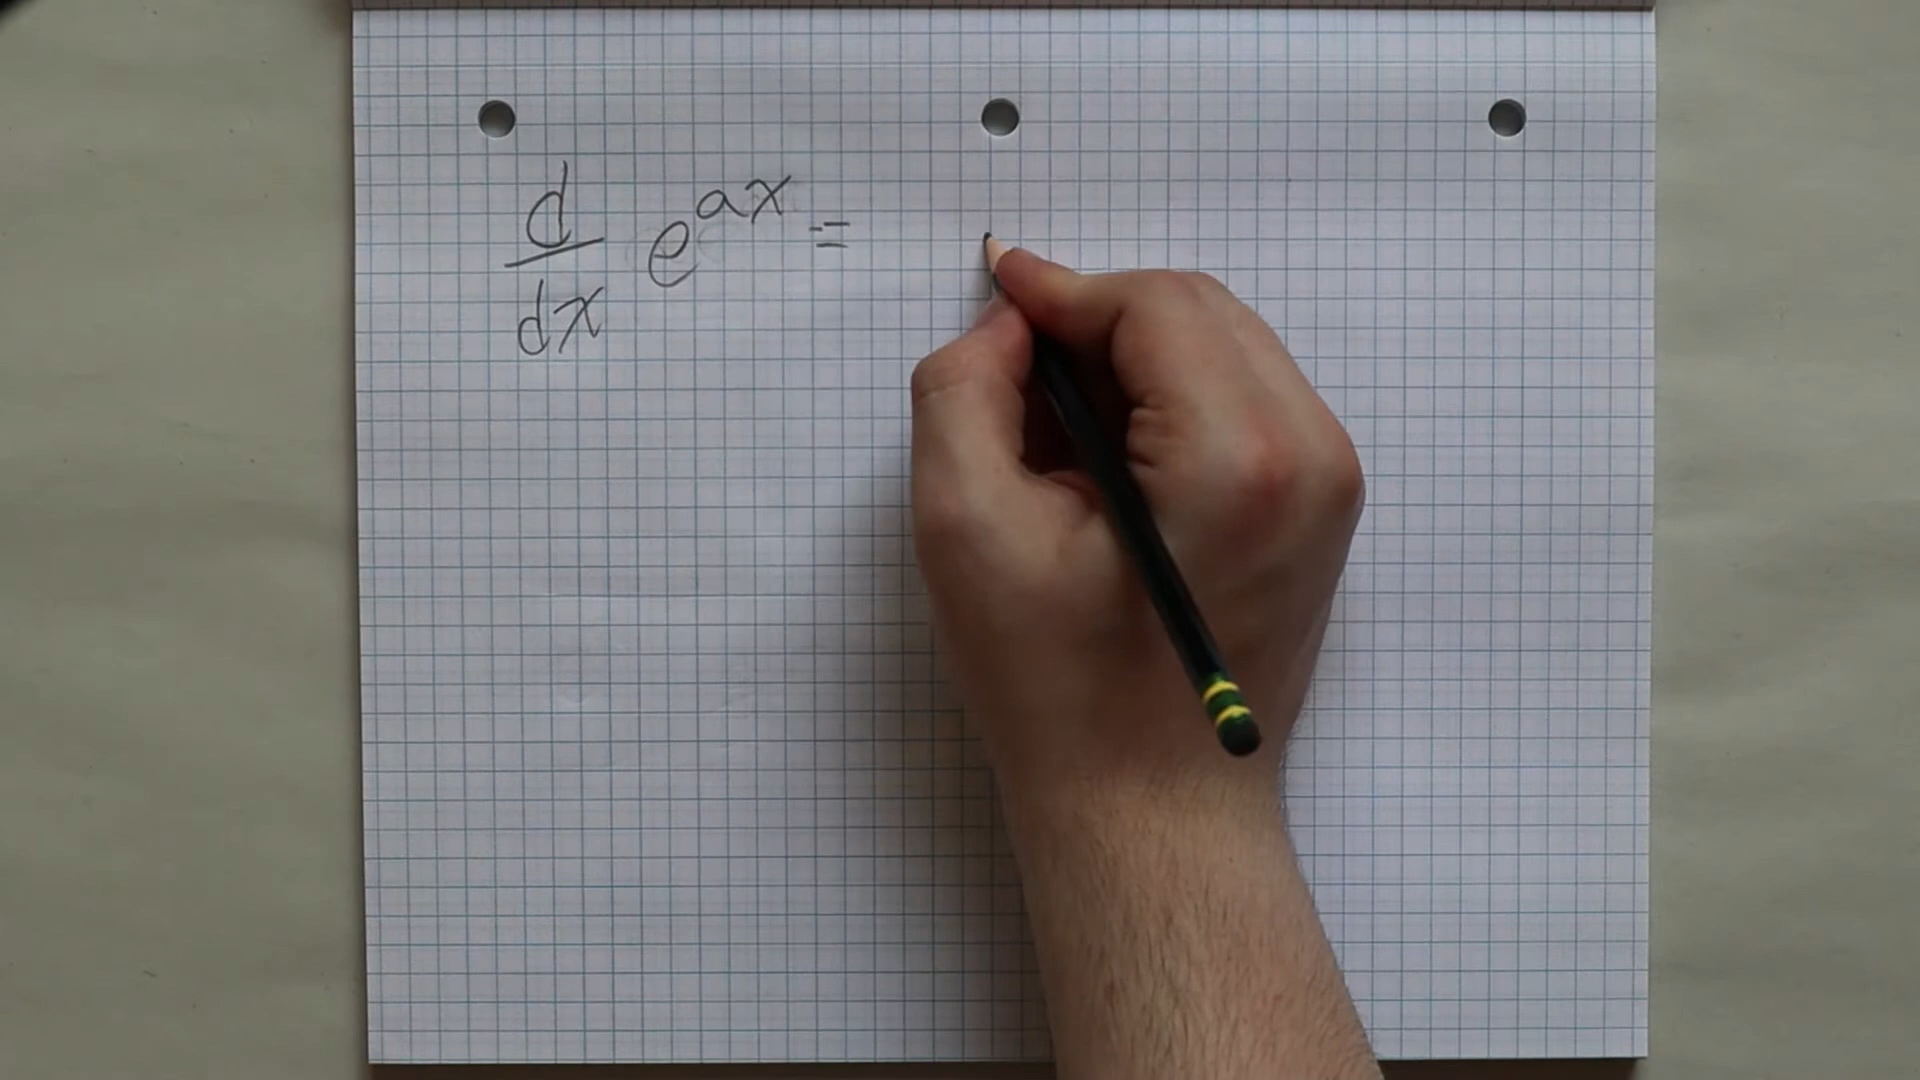 d/dx e^{ax} =